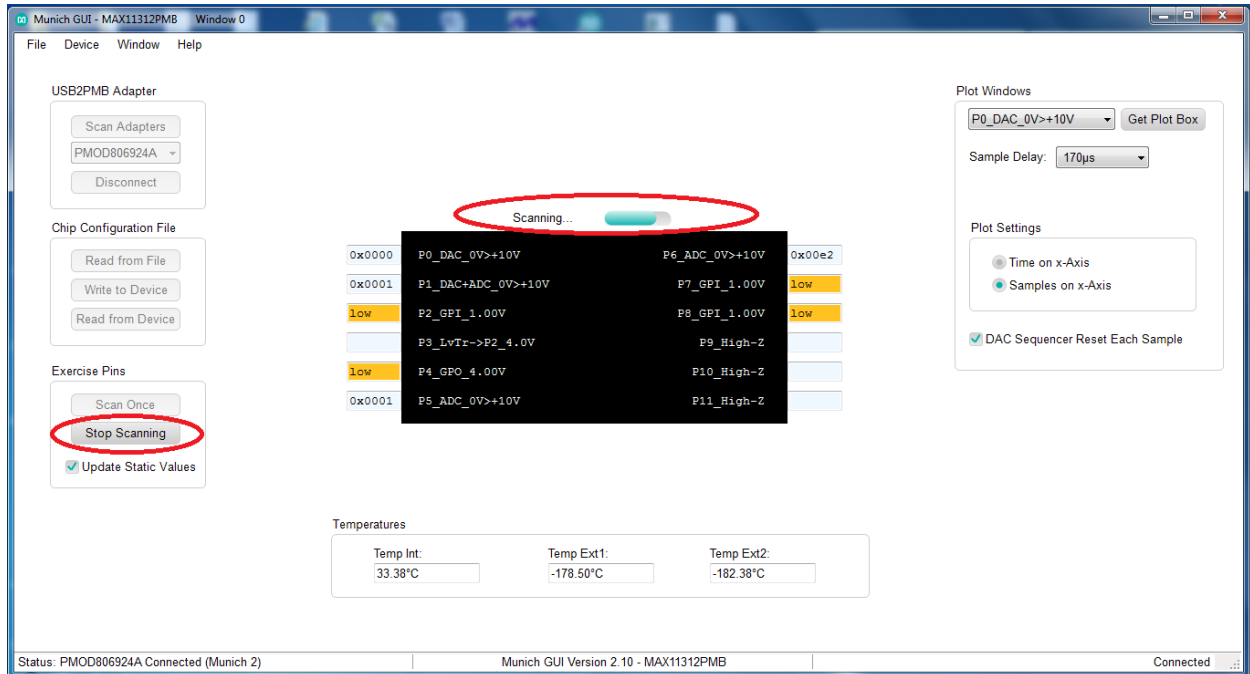 Munich GUI - MAX11312PMB Window 0
File Device Window Help
USB2PMB Adapter
Scan Adapters
PMOD806924A
Disconnect
Chip Configuration File
Read from File
Write to Device
Read from Device
Exercise Pins
Scan Once
Stop Scanning
Update Static Values
Scanning...
0x0000 P0_DAC_0V>+10V P6_ADC_0V>+10V 0x00e2
0x0001 P1_DAC+ADC_0V>+10V P7_GPI_1.00V low
low P2_GPI_1.00V P8_GPI_1.00V low
P3_LvTr->P2_4.0V P9_High-Z
low P4_GPO_4.00V P10_High-Z
0x0001 P5_ADC_0V>+10V P11_High-Z
Temperatures
Temp Int: Temp Ext1: Temp Ext2:
33.38°C -178.50°C -182.38°C
Plot Windows
P0_DAC_0V>+10V Get Plot Box
Sample Delay: 170µs
Plot Settings
Time on x-Axis
Samples on x-Axis
DAC Sequencer Reset Each Sample
Status: PMOD806924A Connected (Munich 2) Munich GUI Version 2.10 - MAX11312PMB Connected